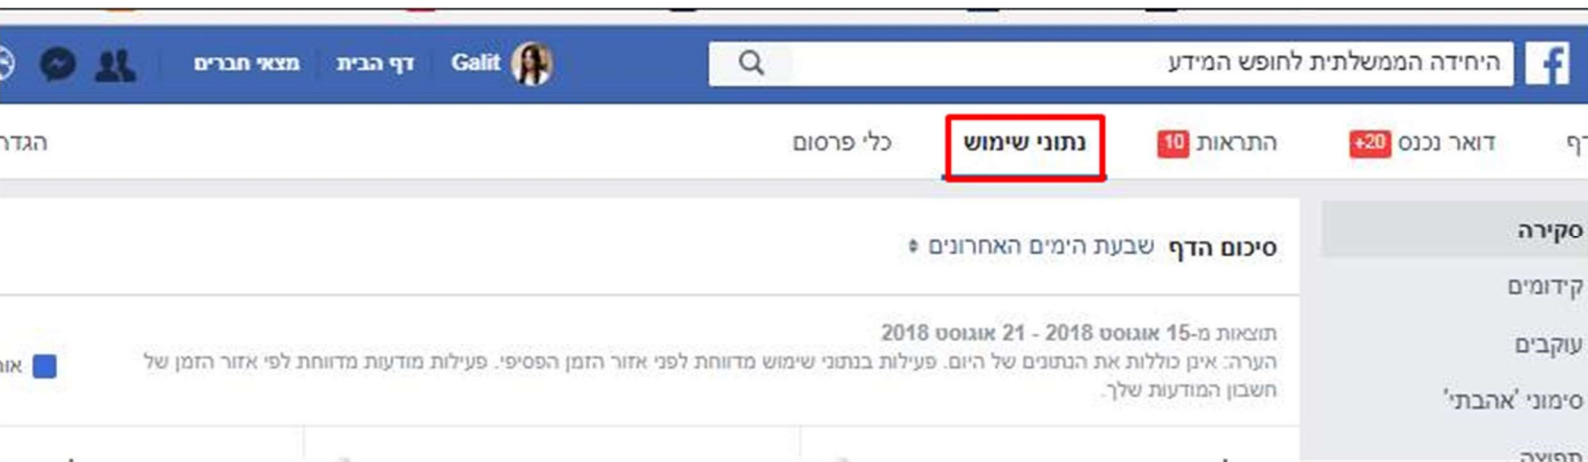 היחידה הממשלתית לחופש המידע
Galit דף הבית מצאי חברים
דואר נכנס 20+ התראות 10 נתוני שימוש כלי פרסום
סקירה
קידומים
עוקבים
סימוני 'אהבתי'
תפוצה
סיכום הדף שבעת הימים האחרונים
תוצאות מ-15 אוגוסט 2018 - 21 אוגוסט 2018
הערה: אינן כוללות את הנתונים של היום. פעילות בנתוני שימוש מדווחת לפני אזור הזמן הפסיפי. פעילות מודעות מדווחת לפי אזור הזמן של
חשבון המודעות שלך.